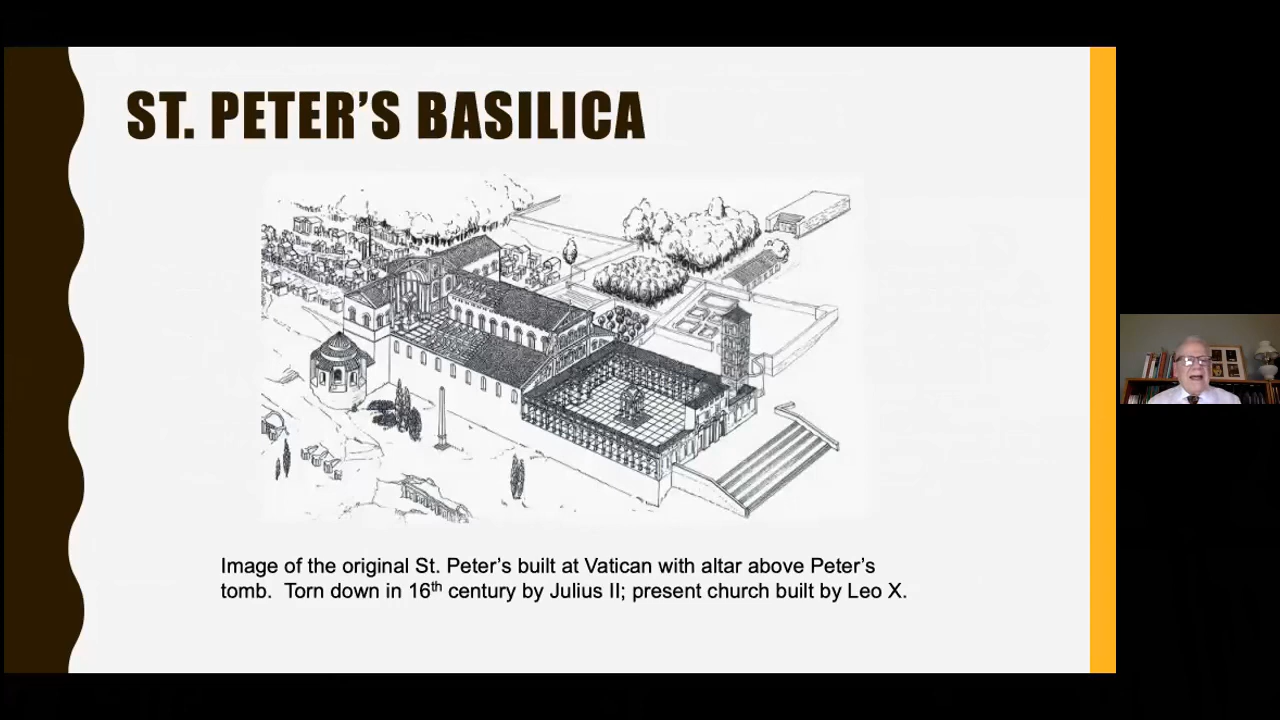 ST. PETER’S BASILICA
Image of the original St. Peter’s built at Vatican with altar above Peter’s
tomb.  Torn down in 16th century by Julius II; present church built by Leo X.